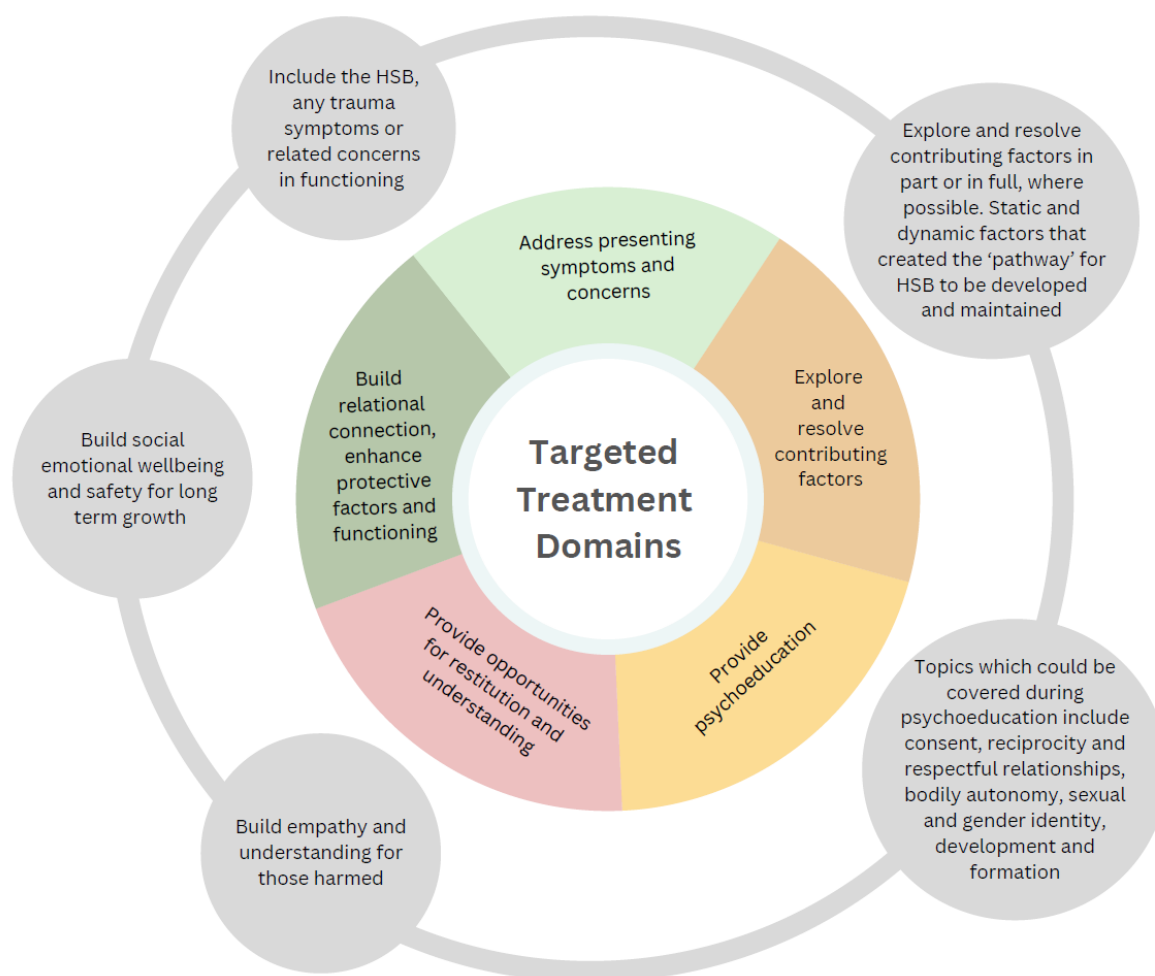 Include the HSB,
any trauma
symptoms or
related concerns
in functioning
Explore and resolve
contributing factors in
part or in full, where
possible. Static and
dynamic factors that
created the ‘pathway’ for
HSB to be developed
and maintained
Address presenting
symptoms and
concerns
Build
relational
connection,
enhance
protective
factors and
functioning
Explore
and
resolve
contributing
factors
Targeted
Treatment
Domains
Build social
emotional wellbeing
and safety for long
term growth
Provide opportunities
for restitution and
understanding
Provide
psychoeducation
Topics which could be
covered during
psychoeducation include
consent, reciprocity and
respectful relationships,
bodily autonomy, sexual
and gender identity,
development and
formation
Build empathy and
understanding for
those harmed